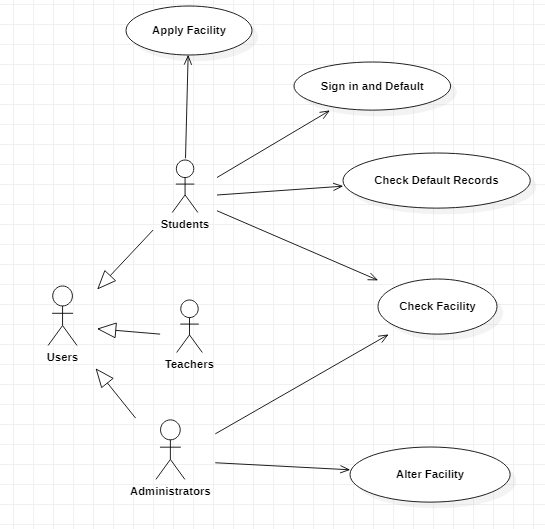 Apply Facility
Sign in and Default
Check Default Records
Students
Check Facility
Users
Teachers
Alter Facility
Administrators